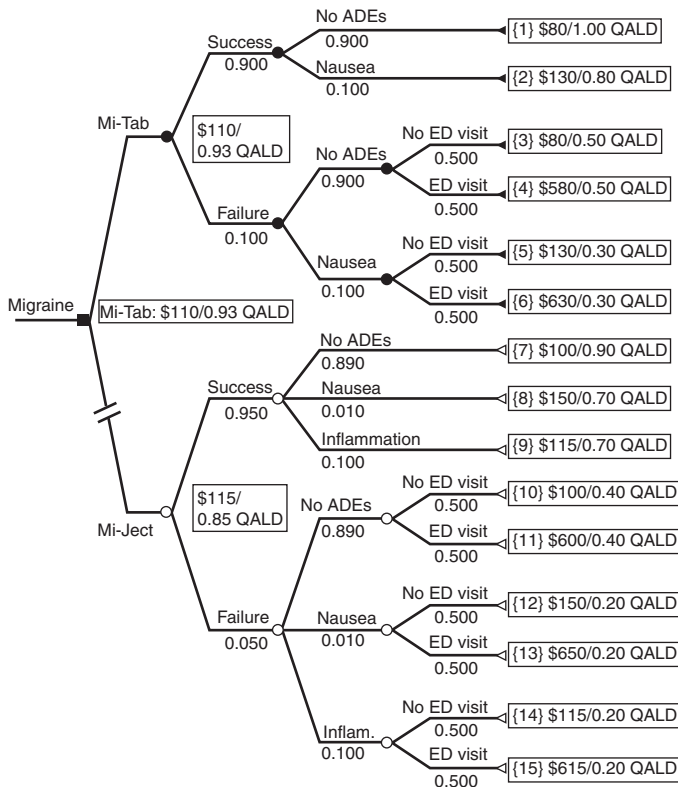 No ADEs
0.900
{1} $80/1.00 QALD
Success
0.900
Nausea
0.100
{2} $130/0.80 QALD
Mi-Tab
$110/
0.93 QALD
No ADEs
0.900
No ED visit
0.500
{3} $80/0.50 QALD
ED visit
0.500
{4} $580/0.50 QALD
Failure
0.100
Nausea
0.100
No ED visit
0.500
{5} $130/0.30 QALD
ED visit
0.500
{6} $630/0.30 QALD
Migraine
Mi-Tab: $110/0.93 QALD
No ADEs
0.890
{7} $100/0.90 QALD
Success
0.950
Nausea
0.010
{8} $150/0.70 QALD
Inflammation
0.100
{9} $115/0.70 QALD
Mi-Ject
$115/
0.85 QALD
No ADEs
0.890
No ED visit
0.500
{10} $100/0.40 QALD
ED visit
0.500
{11} $600/0.40 QALD
Failure
0.050
Nausea
0.010
No ED visit
0.500
{12} $150/0.20 QALD
ED visit
0.500
{13} $650/0.20 QALD
Inflam.
0.100
No ED visit
0.500
{14} $115/0.20 QALD
ED visit
0.500
{15} $615/0.20 QALD